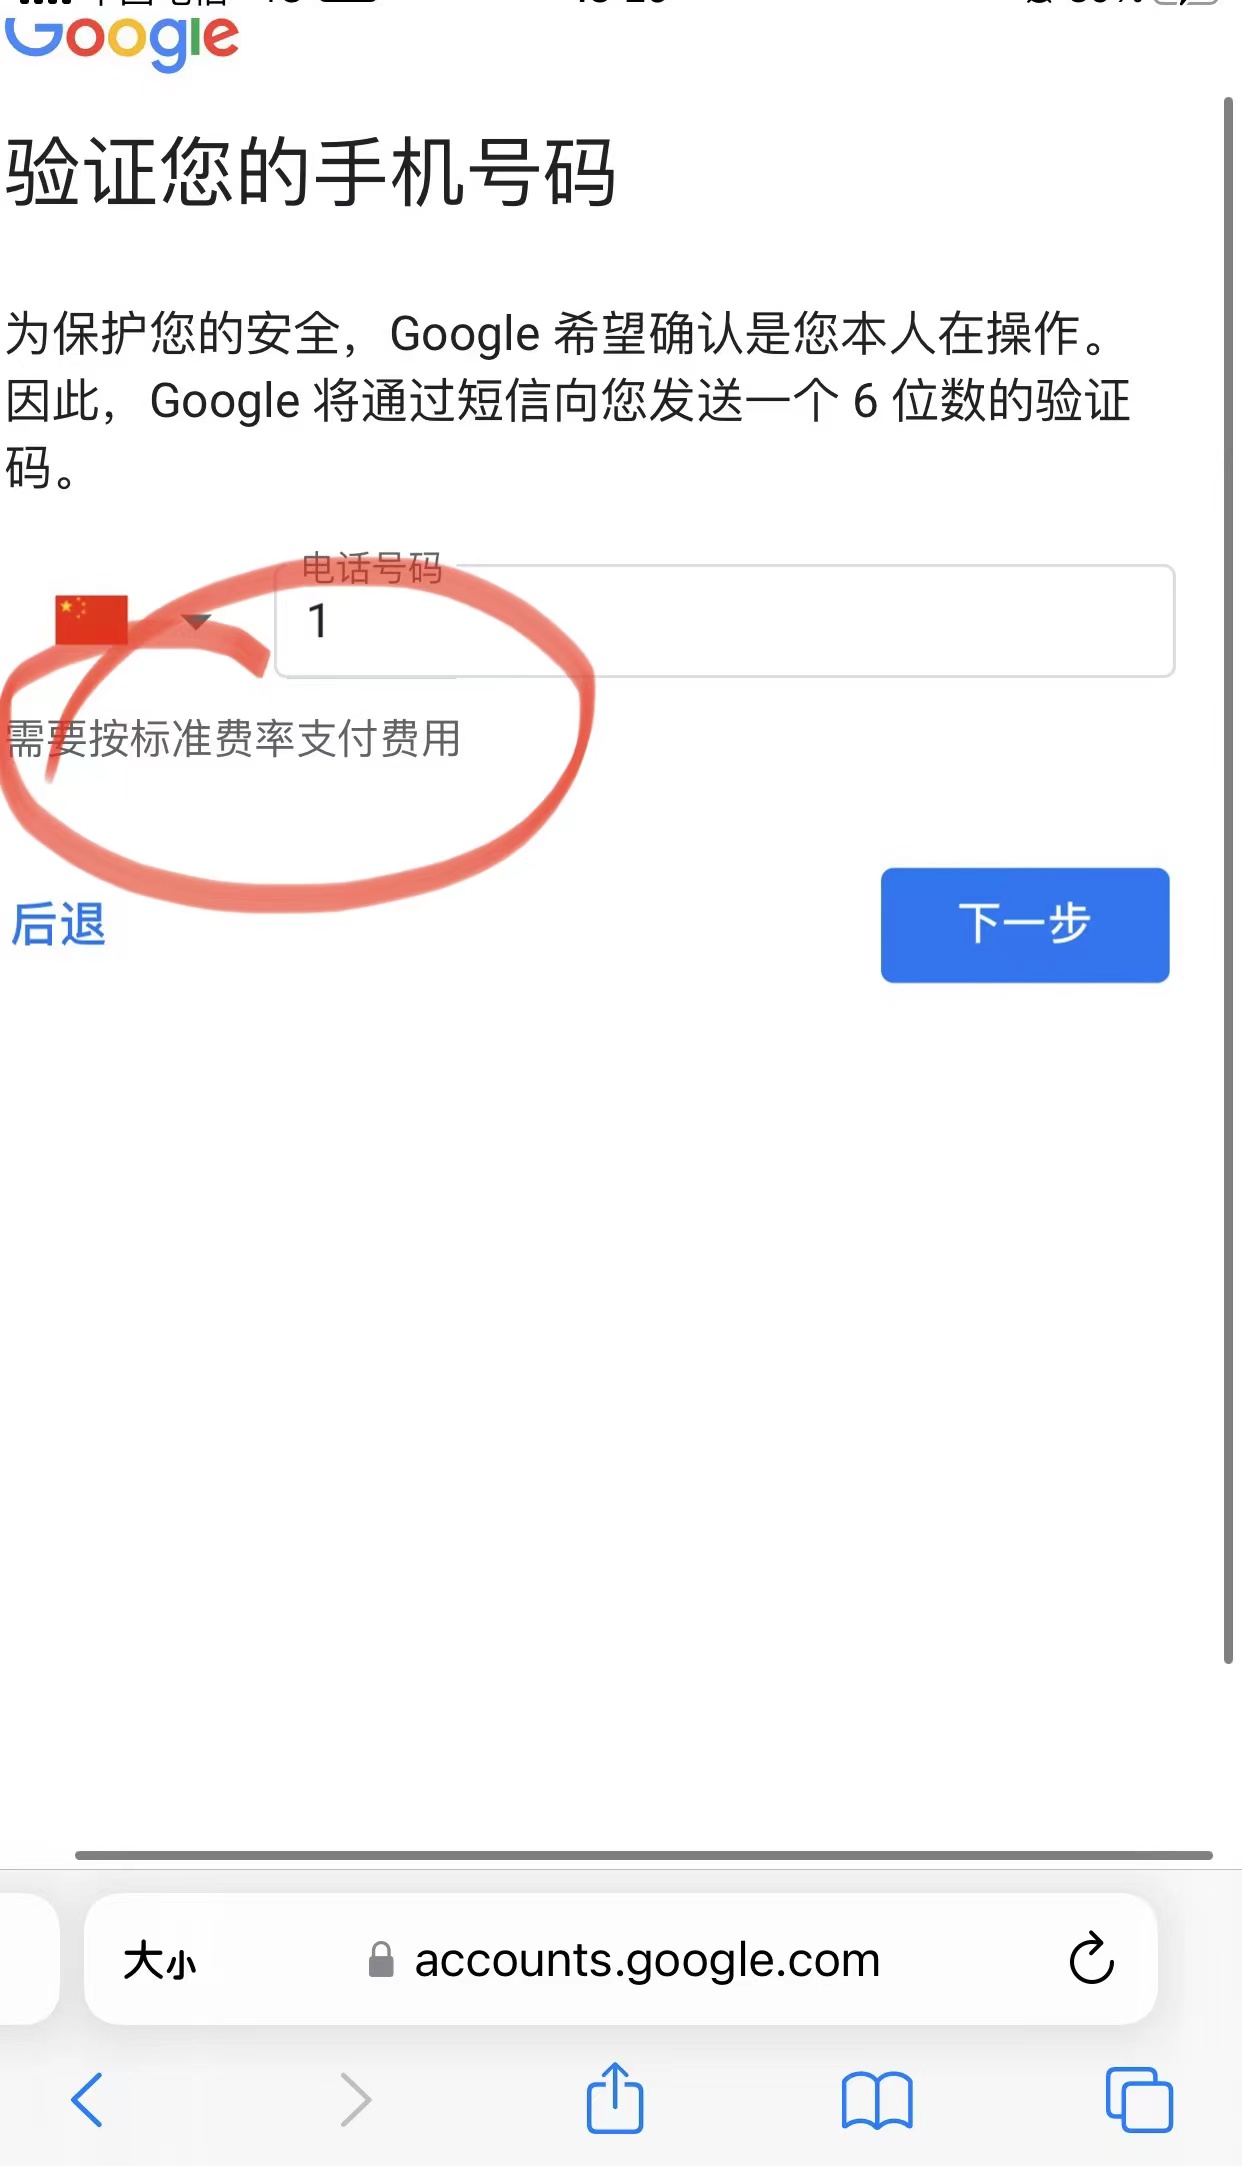 Google
验证您的手机号码
为保护您的安全，Google 希望确认是您本人在操作。
因此，Google 将通过短信向您发送一个 6 位数的验证
码。
电话号码
1
需要按标准费率支付费用
后退
下一步
大小
accounts.google.com